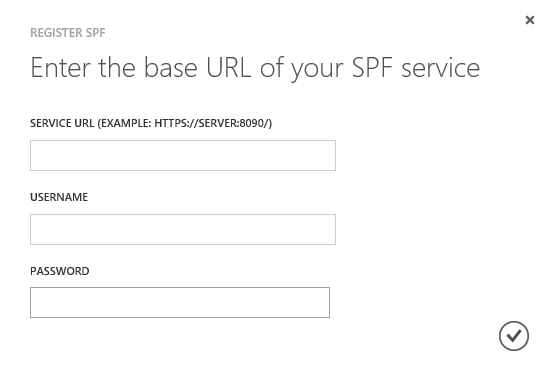 REGISTER SPF
Enter the base URL of your SPF service
SERVICE URL (EXAMPLE: HTTPS://SERVER:8090/)
USERNAME
PASSWORD